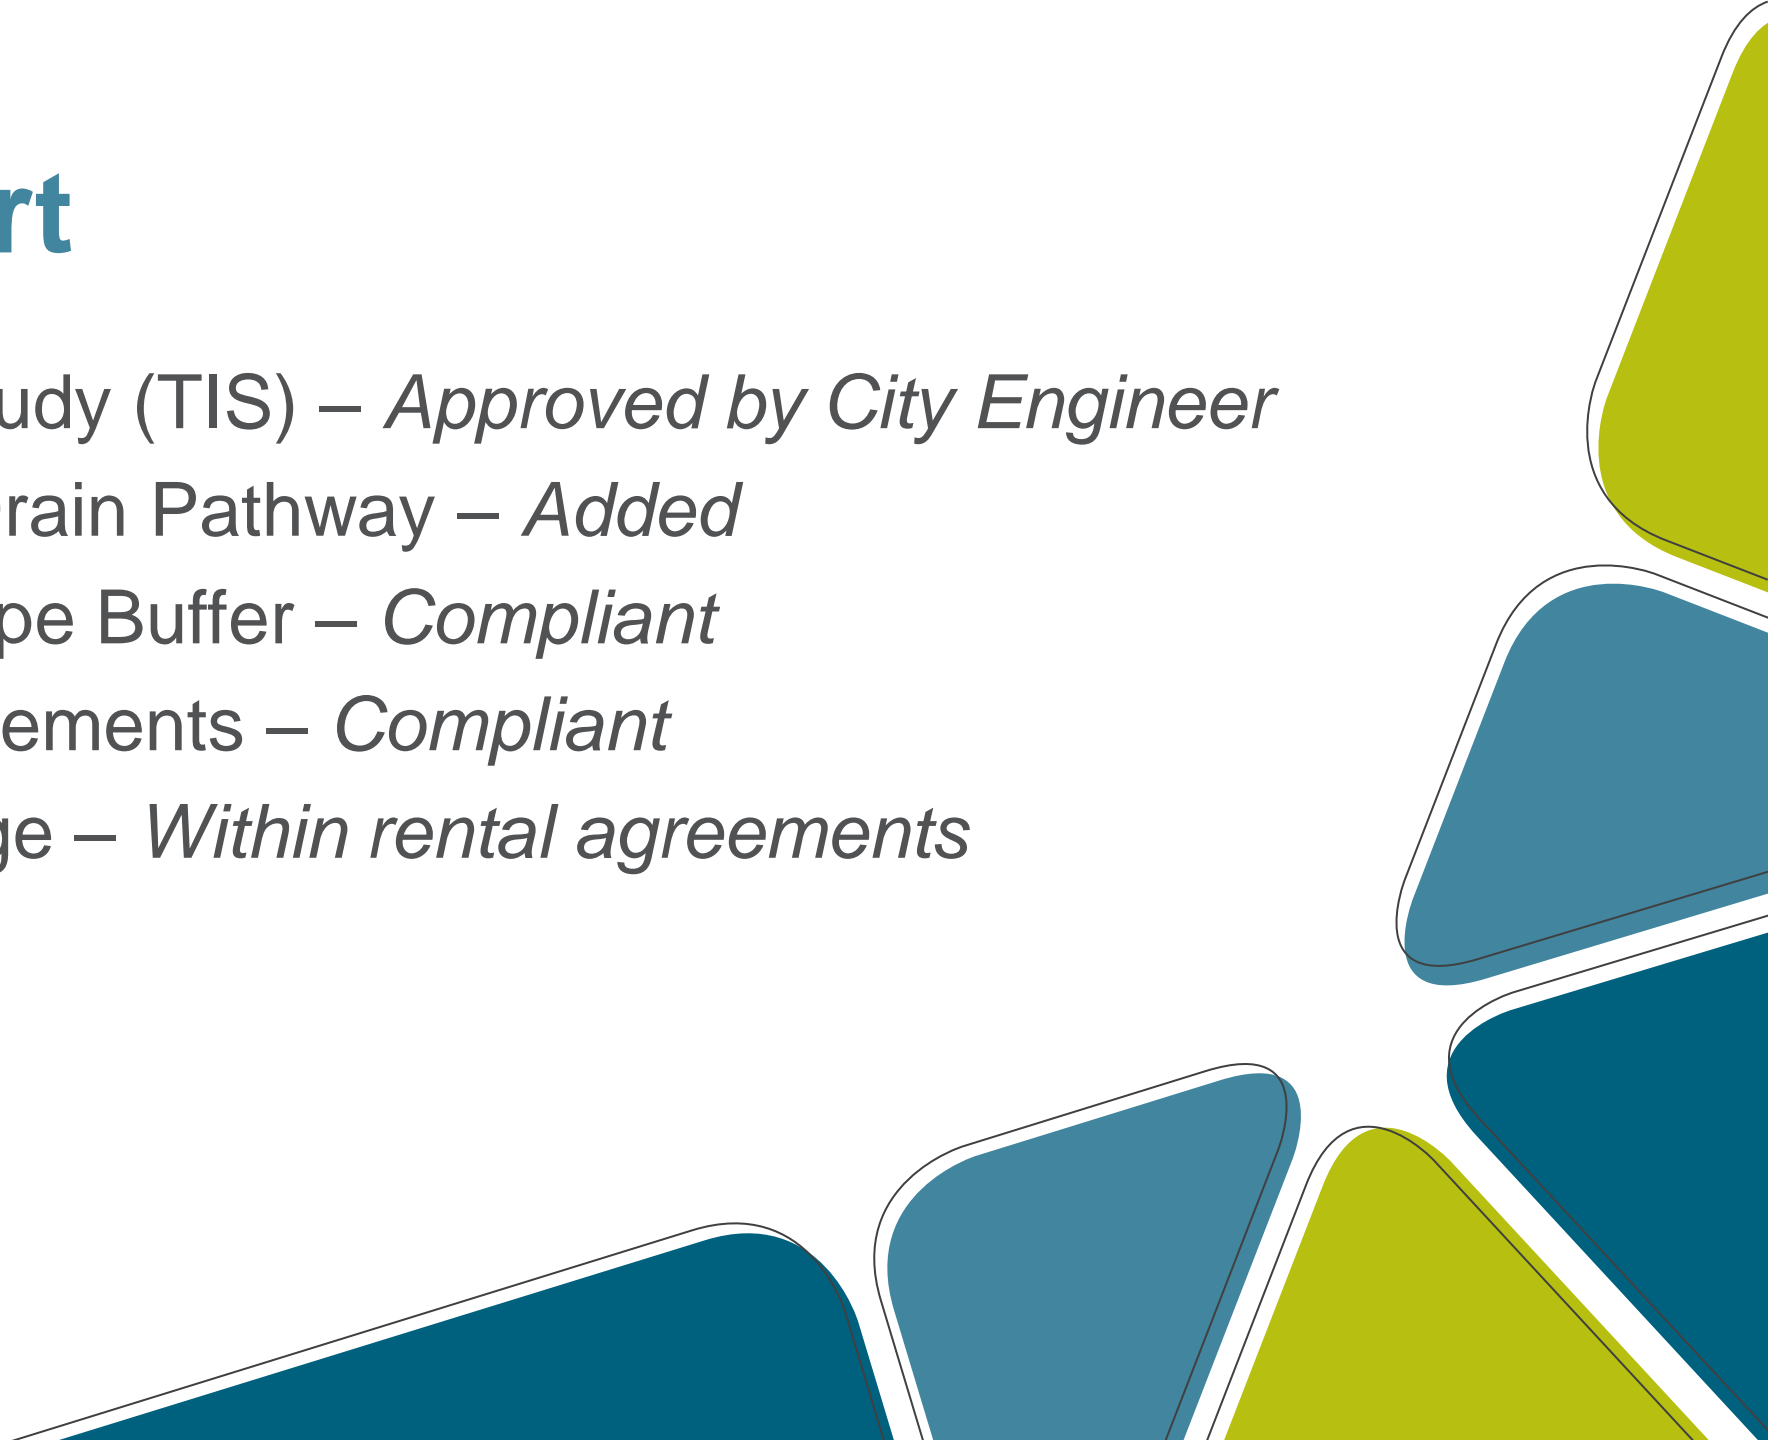 rt
udy (TIS) – Approved by City Engineer
rain Pathway – Added
pe Buffer – Compliant
ements – Compliant
ge – Within rental agreements